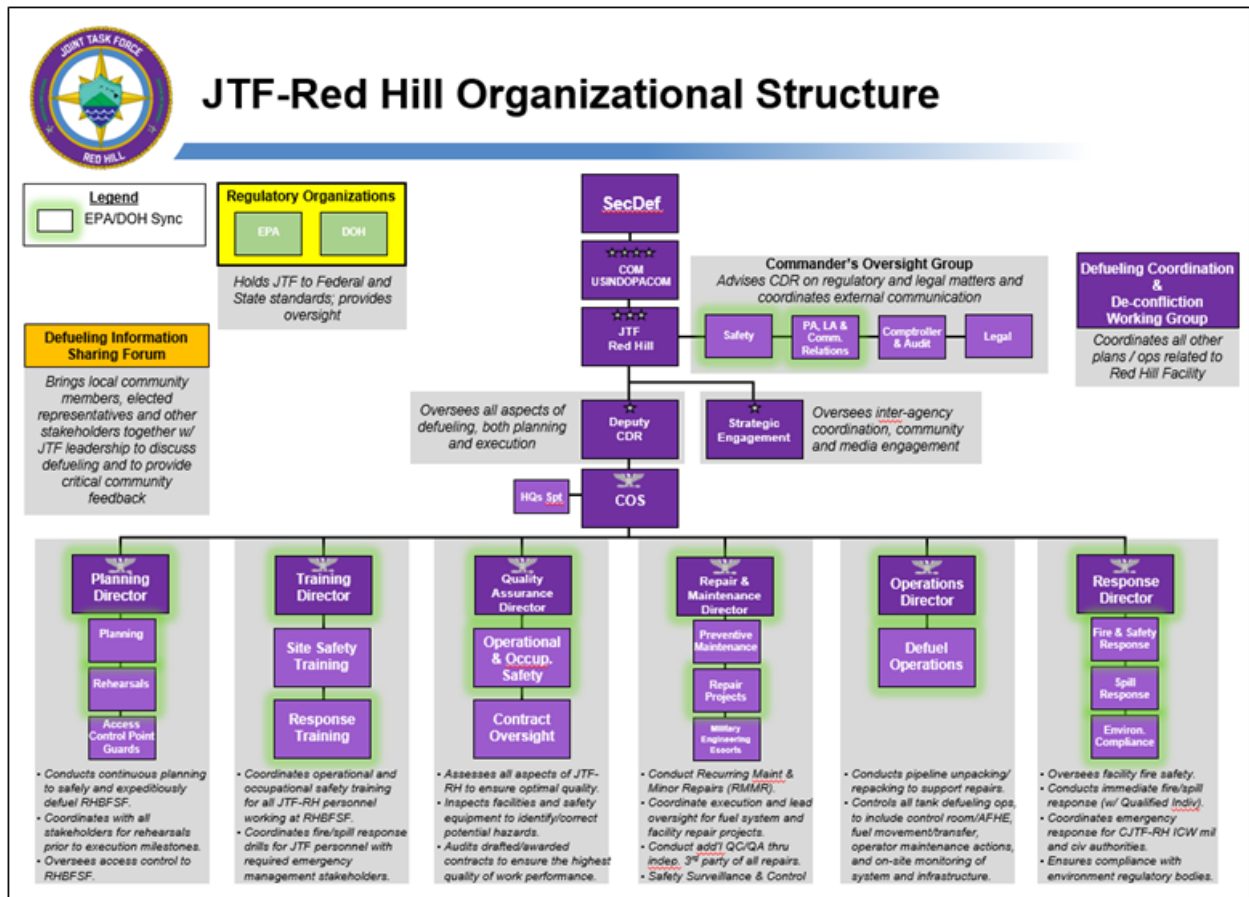 JOINT TASK FORCE
RED HILL
JTF-Red Hill Organizational Structure
Legend
EPA/DOH Sync
Regulatory Organizations
EPA
DOH
Holds JTF to Federal and
State standards; provides
oversight
Defueling Information
Sharing Forum
Brings local community
members, elected
representatives and other
stakeholders together w/
JTF leadership to discuss
defueling and to provide
critical community
feedback
SecDef
COM
USINDOPACOM
JTF
Red Hill
Commander's Oversight Group
Advises CDR on regulatory and legal matters and
coordinates external communication
Safety
PA, LA &
Comm.
Relations
Comptroller
& Audit
Legal
Defueling Coordination
&
De-confliction
Working Group
Coordinates all other
plans / ops related to
Red Hill Facility
Oversees all aspects of
defueling, both planning
and execution
Deputy
CDR
Strategic
Engagement
Oversees inter-agency
coordination, community
and media engagement
HQs Spt
COS
Planning
Director
Planning
Rehearsals
Access
Control Point
Guards
• Conducts continuous planning
to safely and expeditiously
defuel RHBFSF.
• Coordinates with all
stakeholders for rehearsals
prior to execution milestones.
• Oversees access control to
RHBFSF.
Training
Director
Site Safety
Training
Response
Training
• Coordinates operational and
occupational safety training
for all JTF-RH personnel
working at RHBFSF.
• Coordinates fire/spill response
drills for JTF personnel with
required emergency
management stakeholders.
Quality
Assurance
Director
Operational
& Occup.
Safety
Contract
Oversight
• Assesses all aspects of JTF-
RH to ensure optimal quality.
• Inspects facilities and safety
equipment to identify/correct
potential hazards.
• Audits drafted/awarded
contracts to ensure the highest
quality of work performance.
Repair &
Maintenance
Director
Preventive
Maintenance
Repair
Projects
Military
Engineering
Escorts
• Conduct Recurring Maint &
Minor Repairs (RMMR).
• Coordinate execution and lead
oversight for fuel system and
facility repair projects.
• Conduct add'l QC/QA thru
indep. 3rd party of all repairs.
• Safety Surveillance & Control
Operations
Director
Defuel
Operations
• Conducts pipeline unpacking/
repacking to support repairs.
• Controls all tank defueling ops,
to include control room/AFHE,
fuel movement/transfer,
operator maintenance actions,
and on-site monitoring of
system and infrastructure.
Response
Director
Fire & Safety
Response
Spill
Response
Environ.
Compliance
• Oversees facility fire safety.
• Conducts immediate fire/spill
response (w/ Qualified Indiv).
• Coordinates emergency
response for CJTF-RH ICW mil
and civ authorities.
• Ensures compliance with
environment regulatory bodies.